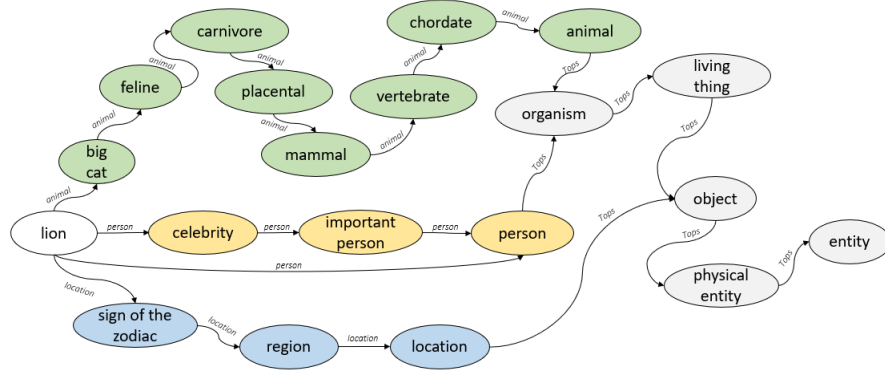 chordate
animal
carnivore
animal
animal
animal
living
thing
feline
placental
vertebrate
animal
animal
Tops
Tops
organism
animal
animal
animal
mammal
Tops
big
cat
Tops
object
animal
lion
person
celebrity
person
important
person
person
person
Tops
Tops
entity
person
location
physical
entity
Tops
sign of the
zodiac
location
region
location
location